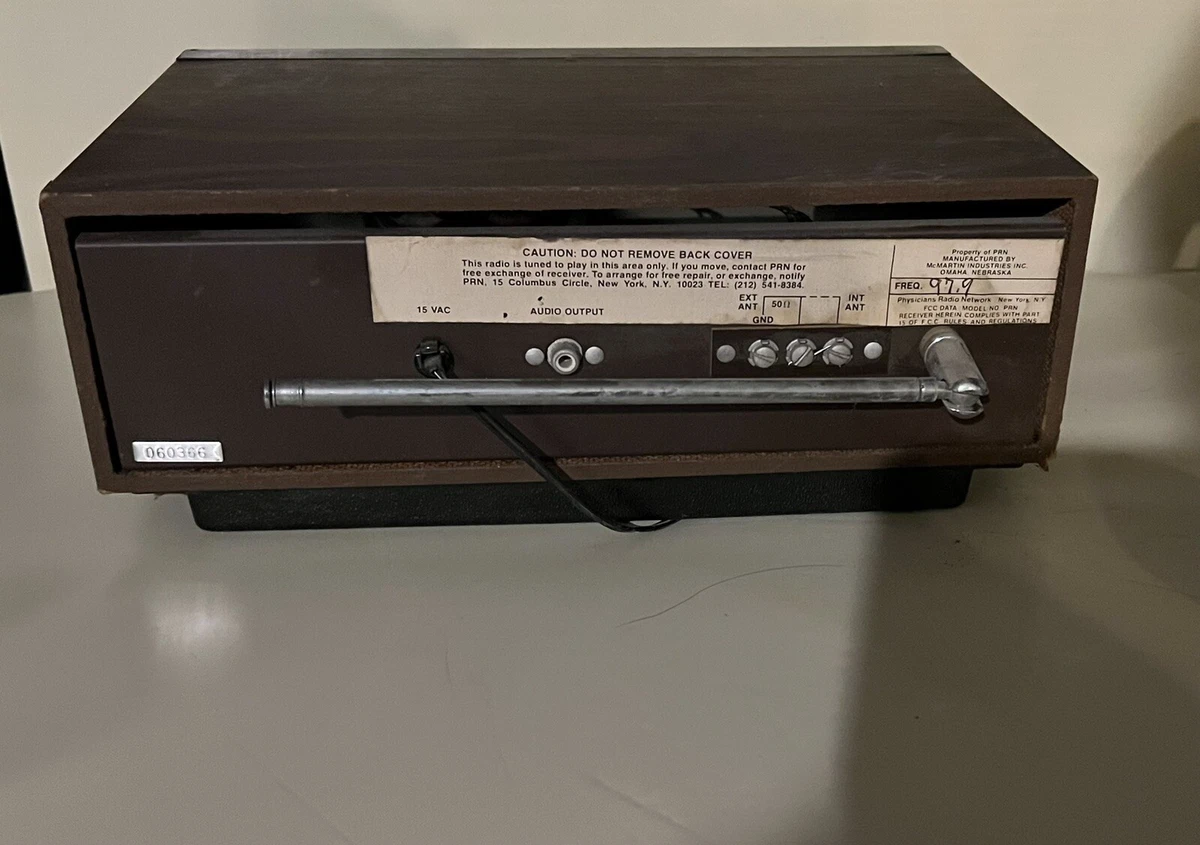 CAUTION: DO NOT REMOVE BACK COVER
This radio is tuned to play in this area only. If you move, contact PRN for
free exchange of receiver. To arrange for free repair, or exchange, notify
PRN, 15 Columbus Circle, New York, N.Y. 10023 TEL: (212) 541-8384.
15 VAC
AUDIO OUTPUT
EXT
ANT
50Ω
INT
ANT
GND
Property of PRN
MANUFACTURED BY
McMARTIN INDUSTRIES INC.
OMAHA, NEBRASKA
FREQ. 97.9
Physicians Radio Network New York, N.Y.
FCC DATA: MODEL NO. PRN
RECEIVER HEREIN COMPLIES WITH PART
15 OF F.C.C. RULES AND REGULATIONS
060366